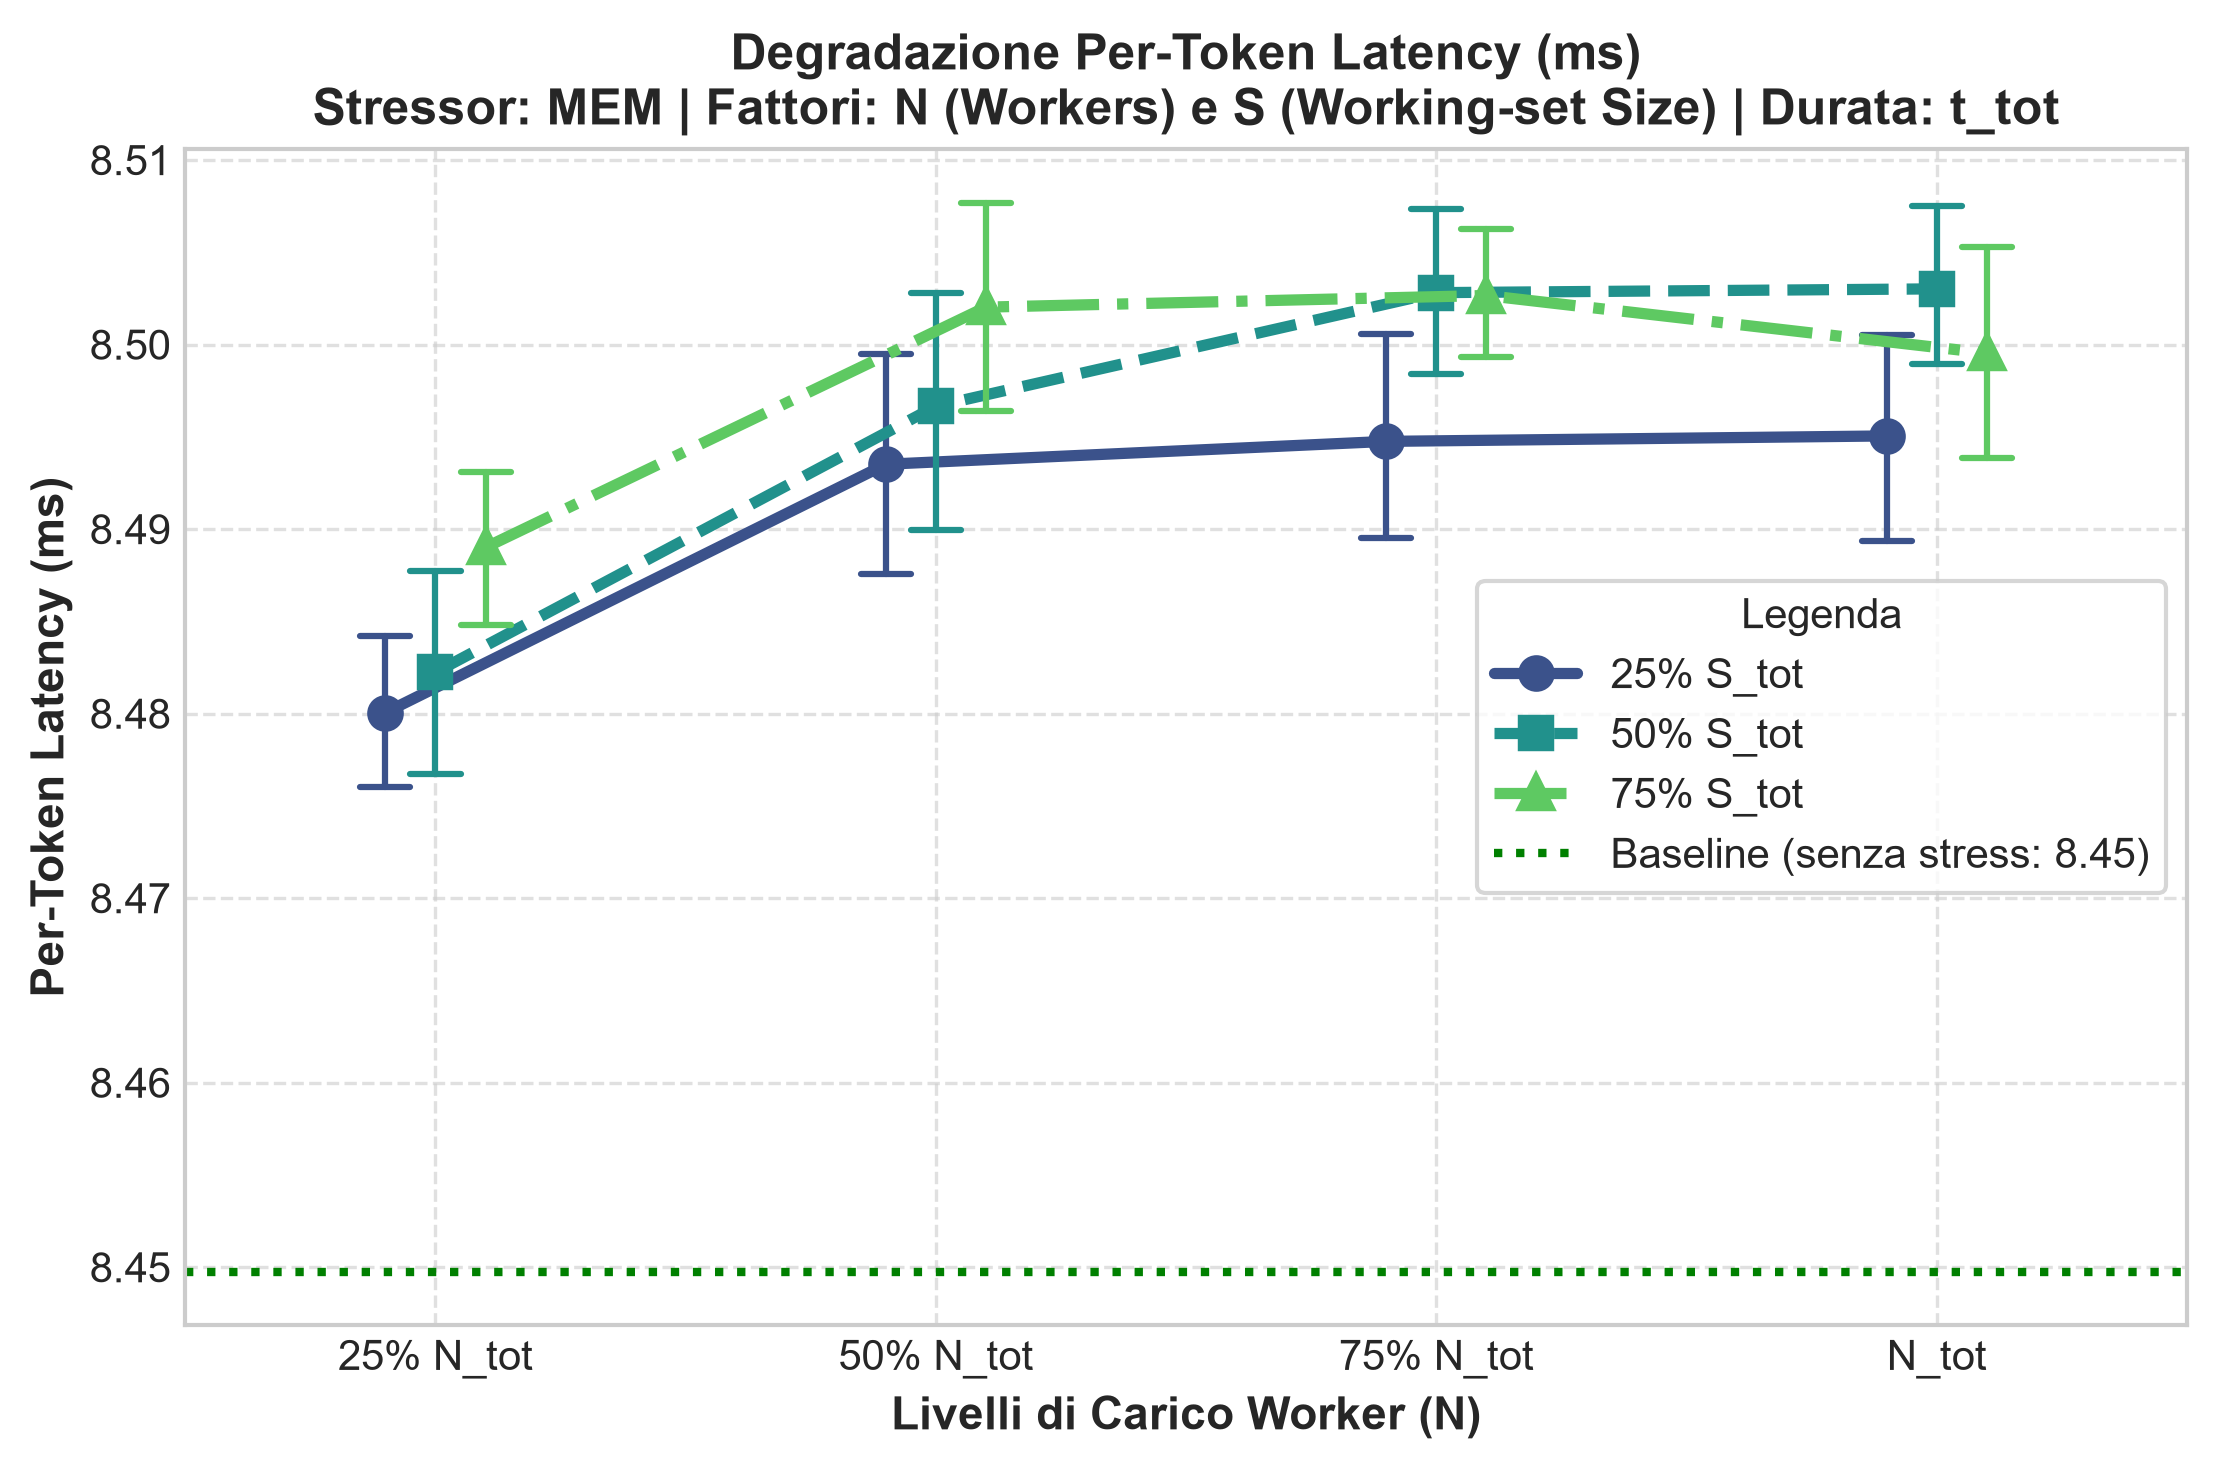 Degradazione Per-Token Latency (ms)
Stressor: MEM | Fattori: N (Workers) e S (Working-set Size) | Durata: t_tot
Per-Token Latency (ms)
8.51
8.50
8.49
8.48
8.47
8.46
8.45
Legenda
25% S_tot
50% S_tot
75% S_tot
Baseline (senza stress: 8.45)
25% N_tot
50% N_tot
75% N_tot
N_tot
Livelli di Carico Worker (N)